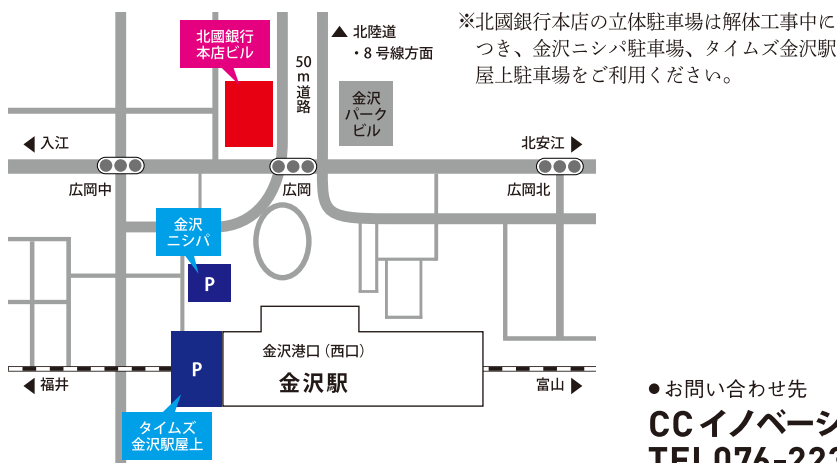 北國銀行
本店ビル
50m道路
▲ 北陸道
・8号線方面
※北國銀行本店の立体駐車場は解体工事中に
つき、金沢ニシパ駐車場、タイムズ金沢駅
屋上駐車場をご利用ください。
金沢
パーク
ビル
◀ 入江
北安江 ▶
広岡中
広岡
広岡北
金沢
ニシパ
P
P
金沢港口（西口）
金沢駅
◀ 福井
富山 ▶
タイムズ
金沢駅屋上
●お問い合わせ先
CCイノベーシ
TEL076-223